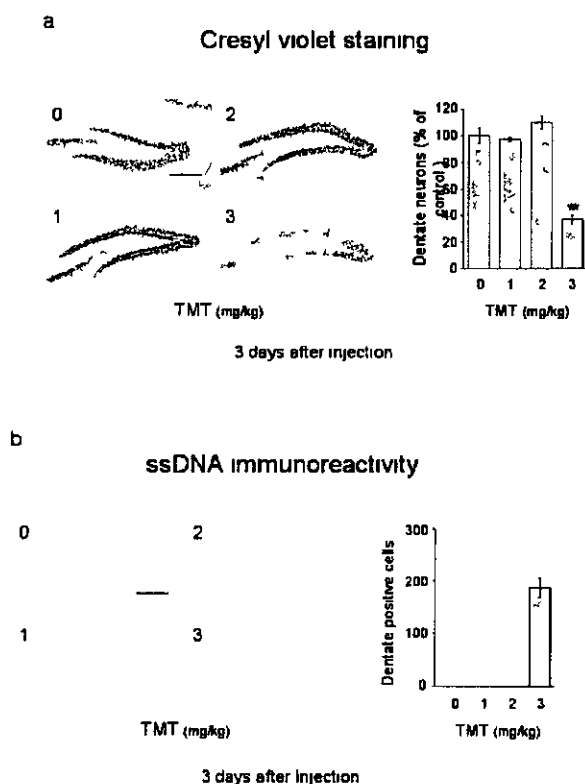 a
Cresyl violet staining
0
2
1
3
TMT (mg/kg)
120
100
80
60
40
20
0
Dentate neurons (% of control)
**
0 1 2 3
TMT (mg/kg)
3 days after injection
b
ssDNA immunoreactivity
0
2
1
3
TMT (mg/kg)
300
200
100
0
Dentate positive cells
0 1 2 3
TMT (mg/kg)
3 days after injection